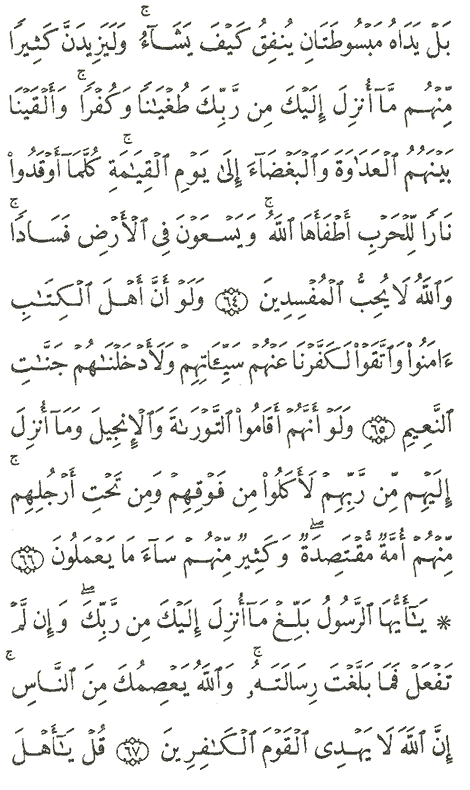 بَلۡ يَدَاهُ مَبۡسُوطَتَانِ يُنفِقُ كَيۡفَ يَشَآءُۚ وَلَيَزِيدَنَّ كَثِيرٗا
مِّنۡهُم مَّآ أُنزِلَ إِلَيۡكَ مِن رَّبِّكَ طُغۡيَٰنٗا وَكُفۡرٗاۚ وَأَلۡقَيۡنَا
بَيۡنَهُمُ ٱلۡعَدَٰوَةَ وَٱلۡبَغۡضَآءَ إِلَىٰ يَوۡمِ ٱلۡقِيَٰمَةِۚ كُلَّمَآ أَوۡقَدُواْ
نَارٗا لِّلۡحَرۡبِ أَطۡفَأَهَا ٱللَّهُۚ وَيَسۡعَوۡنَ فِي ٱلۡأَرۡضِ فَسَادٗاۚ
وَٱللَّهُ لَا يُحِبُّ ٱلۡمُفۡسِدِينَ ٦٤ وَلَوۡ أَنَّ أَهۡلَ ٱلۡكِتَٰبِ
ءَامَنُواْ وَٱتَّقَوۡاْ لَكَفَّرۡنَا عَنۡهُمۡ سَيِّـَٔاتِهِمۡ وَلَأَدۡخَلۡنَٰهُمۡ جَنَّٰتِ
ٱلنَّعِيمِ ٦٥ وَلَوۡ أَنَّهُمۡ أَقَامُواْ ٱلتَّوۡرَىٰةَ وَٱلۡإِنجِيلَ وَمَآ أُنزِلَ
إِلَيۡهِم مِّن رَّبِّهِمۡ لَأَكَلُواْ مِن فَوۡقِهِمۡ وَمِن تَحۡتِ أَرۡجُلِهِمۚ
مِّنۡهُمۡ أُمَّةٞ مُّقۡتَصِدَةٞۖ وَكَثِيرٞ مِّنۡهُمۡ سَآءَ مَا يَعۡمَلُونَ ٦٦
* يَٰٓأَيُّهَا ٱلرَّسُولُ بَلِّغۡ مَآ أُنزِلَ إِلَيۡكَ مِن رَّبِّكَۖ وَإِن لَّمۡ
تَفۡعَلۡ فَمَا بَلَّغۡتَ رِسَالَتَهُۥۚ وَٱللَّهُ يَعۡصِمُكَ مِنَ ٱلنَّاسِۗ
إِنَّ ٱللَّهَ لَا يَهۡدِي ٱلۡقَوۡمَ ٱلۡكَٰفِرِينَ ٦٧ قُلۡ يَٰٓأَهۡلَ